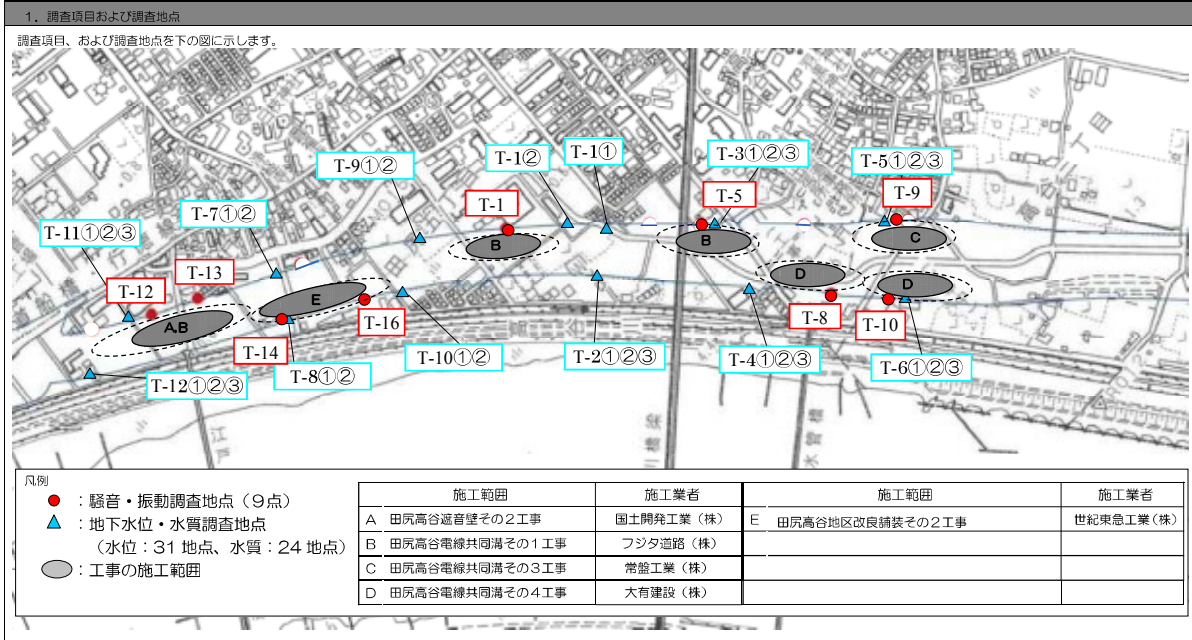 1．調査項目および調査地点
調査項目、および調査地点を下の図に示します。
T-9①②
T-1②
T-1①
T-3①②③
T-5①②③
T-1
T-5
T-9
T-7①②
T-11①②③
T-13
T-12
B
B
C
D
D
E
A,B
T-16
T-14
T-8
T-10
T-12①②③
T-8①②
T-10①②
T-2①②③
T-4①②③
T-6①②③
川橋梁
水管橋
凡例
：騒音・振動調査地点（9点）
：地下水位・水質調査地点
（水位：31 地点、水質：24 地点）
：工事の施工範囲
施工範囲 施工業者 施工範囲 施工業者
A 田尻高谷遮音壁その２工事 国土開発工業（株） E 田尻高谷地区改良舗装その２工事 世紀東急工業（株）
B 田尻高谷電線共同溝その１工事 フジタ道路（株）
C 田尻高谷電線共同溝その３工事 常盤工業（株）
D 田尻高谷電線共同溝その４工事 大有建設（株）